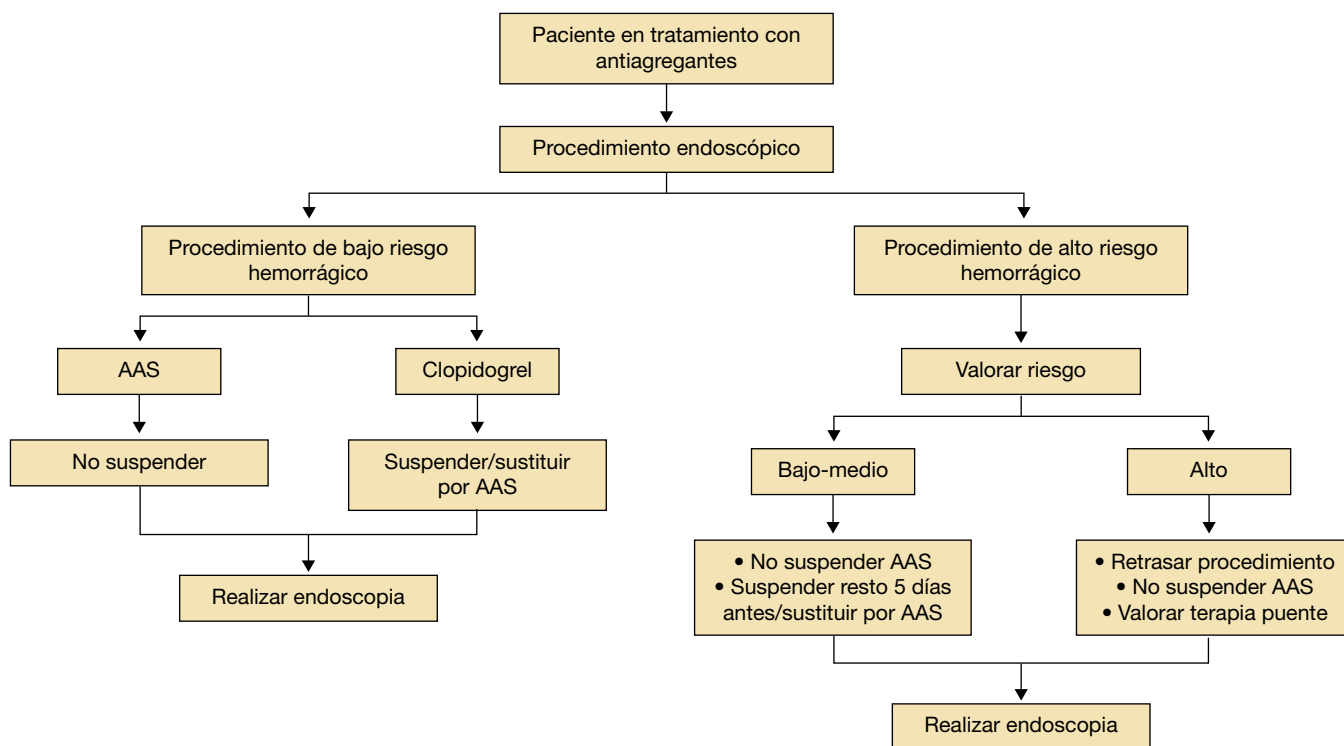 Paciente en tratamiento con
antiagregantes
Procedimiento endoscópico
Procedimiento de bajo riesgo
hemorrágico
Procedimiento de alto riesgo
hemorrágico
AAS
Clopidogrel
Valorar riesgo
No suspender
Suspender/sustituir
por AAS
Bajo-medio
Alto
Realizar endoscopia
• No suspender AAS
• Suspender resto 5 días
antes/sustituir por AAS
• Retrasar procedimiento
• No suspender AAS
• Valorar terapia puente
Realizar endoscopia